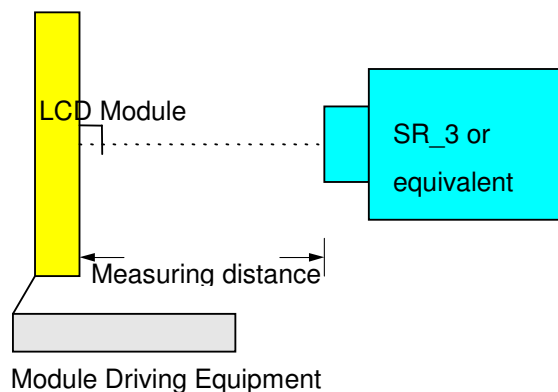 LCD Module
SR_3 or
equivalent
Measuring distance
Module Driving Equipment